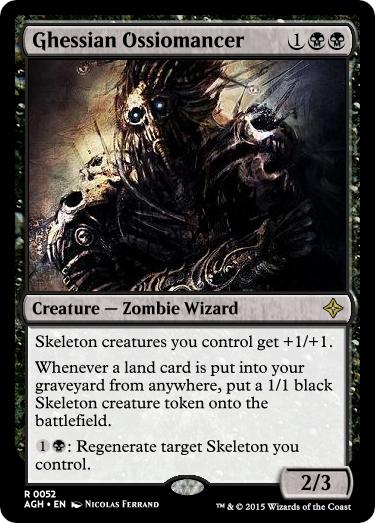 Ghessian Ossiomancer 1
Creature — Zombie Wizard
Skeleton creatures you control get +1/+1.
Whenever a land card is put into your
graveyard from anywhere, put a 1/1 black
Skeleton creature token onto the
battlefield.
1 : Regenerate target Skeleton you
control.
2/3
R 0052
AGH • EN Nicolas Ferrand
™ & © 2015 Wizards of the Coast